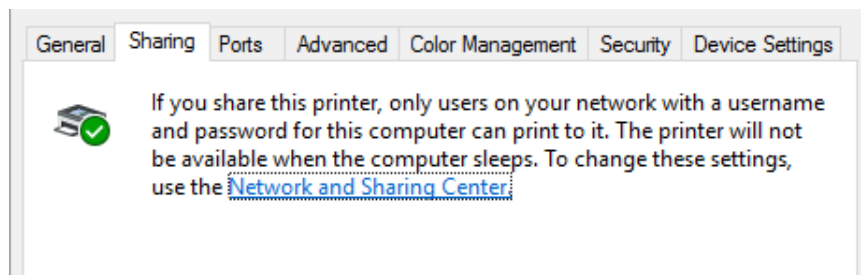 General Sharing Ports Advanced Color Management Security Device Settings
If you share this printer, only users on your network with a username
and password for this computer can print to it. The printer will not
be available when the computer sleeps. To change these settings,
use the Network and Sharing Center.